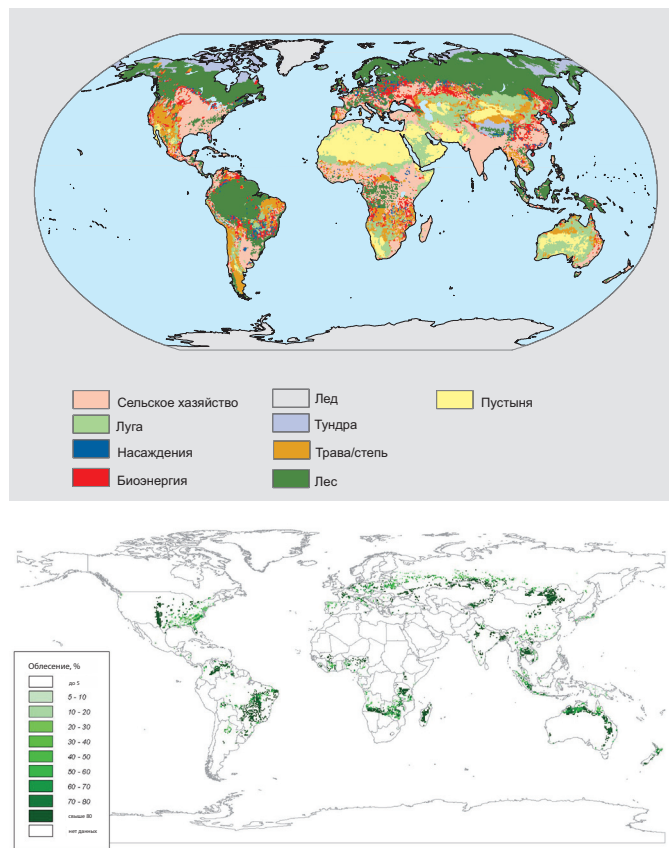 Сельское хазяйство
Луга
Насаждения
Биоэнергия
Лед
Тундра
Трава/степь
Лес
Пустыня
Облесение, %
до 5
5 - 10
10 - 20
20 - 30
30 - 40
40 - 50
50 - 60
60 - 70
70 - 80
свыше 80
нет данных